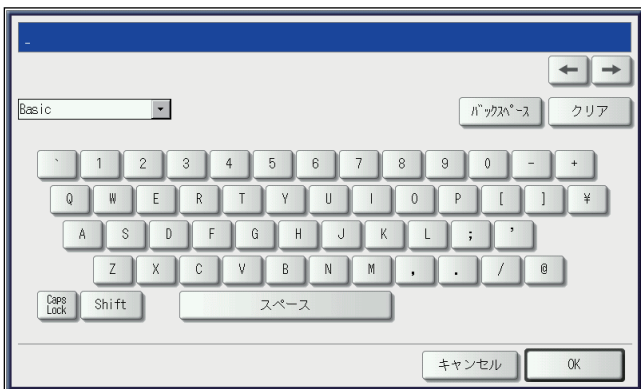 _
← →
Basic ﾊﾞｯｸｽﾍﾟｰｽ クリア
` 1 2 3 4 5 6 7 8 9 0 - +
Q W E R T Y U I O P [ ] ¥
A S D F G H J K L ; '
Z X C V B N M , . / @
Caps Lock Shift スペース
キャンセル OK